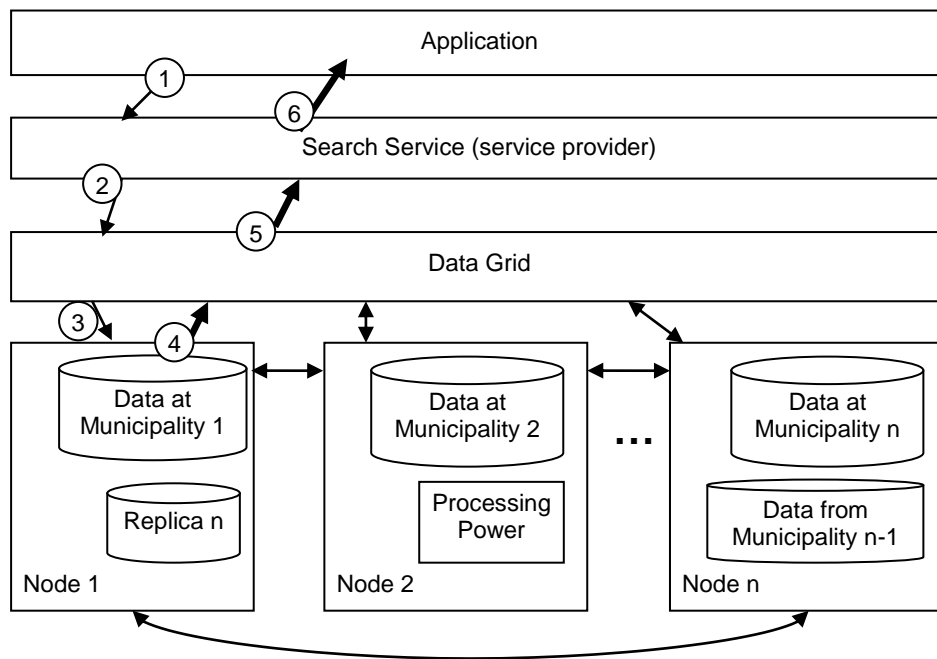 Application
1
6
Search Service (service provider)
2
5
Data Grid
3
4
Data at
Municipality 1
Replica n
Node 1
Data at
Municipality 2
Processing
Power
Node 2
...
Data at
Municipality n
Data from
Municipality n-1
Node n